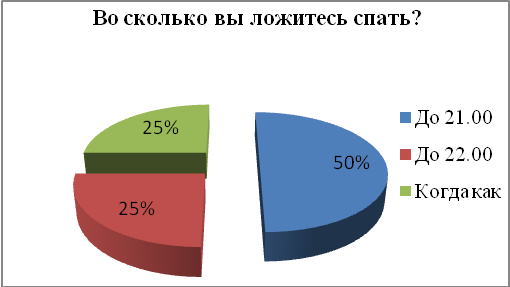 Во сколько вы ложитесь спать?
25%
50%
25%
До 21.00
До 22.00
Когда как